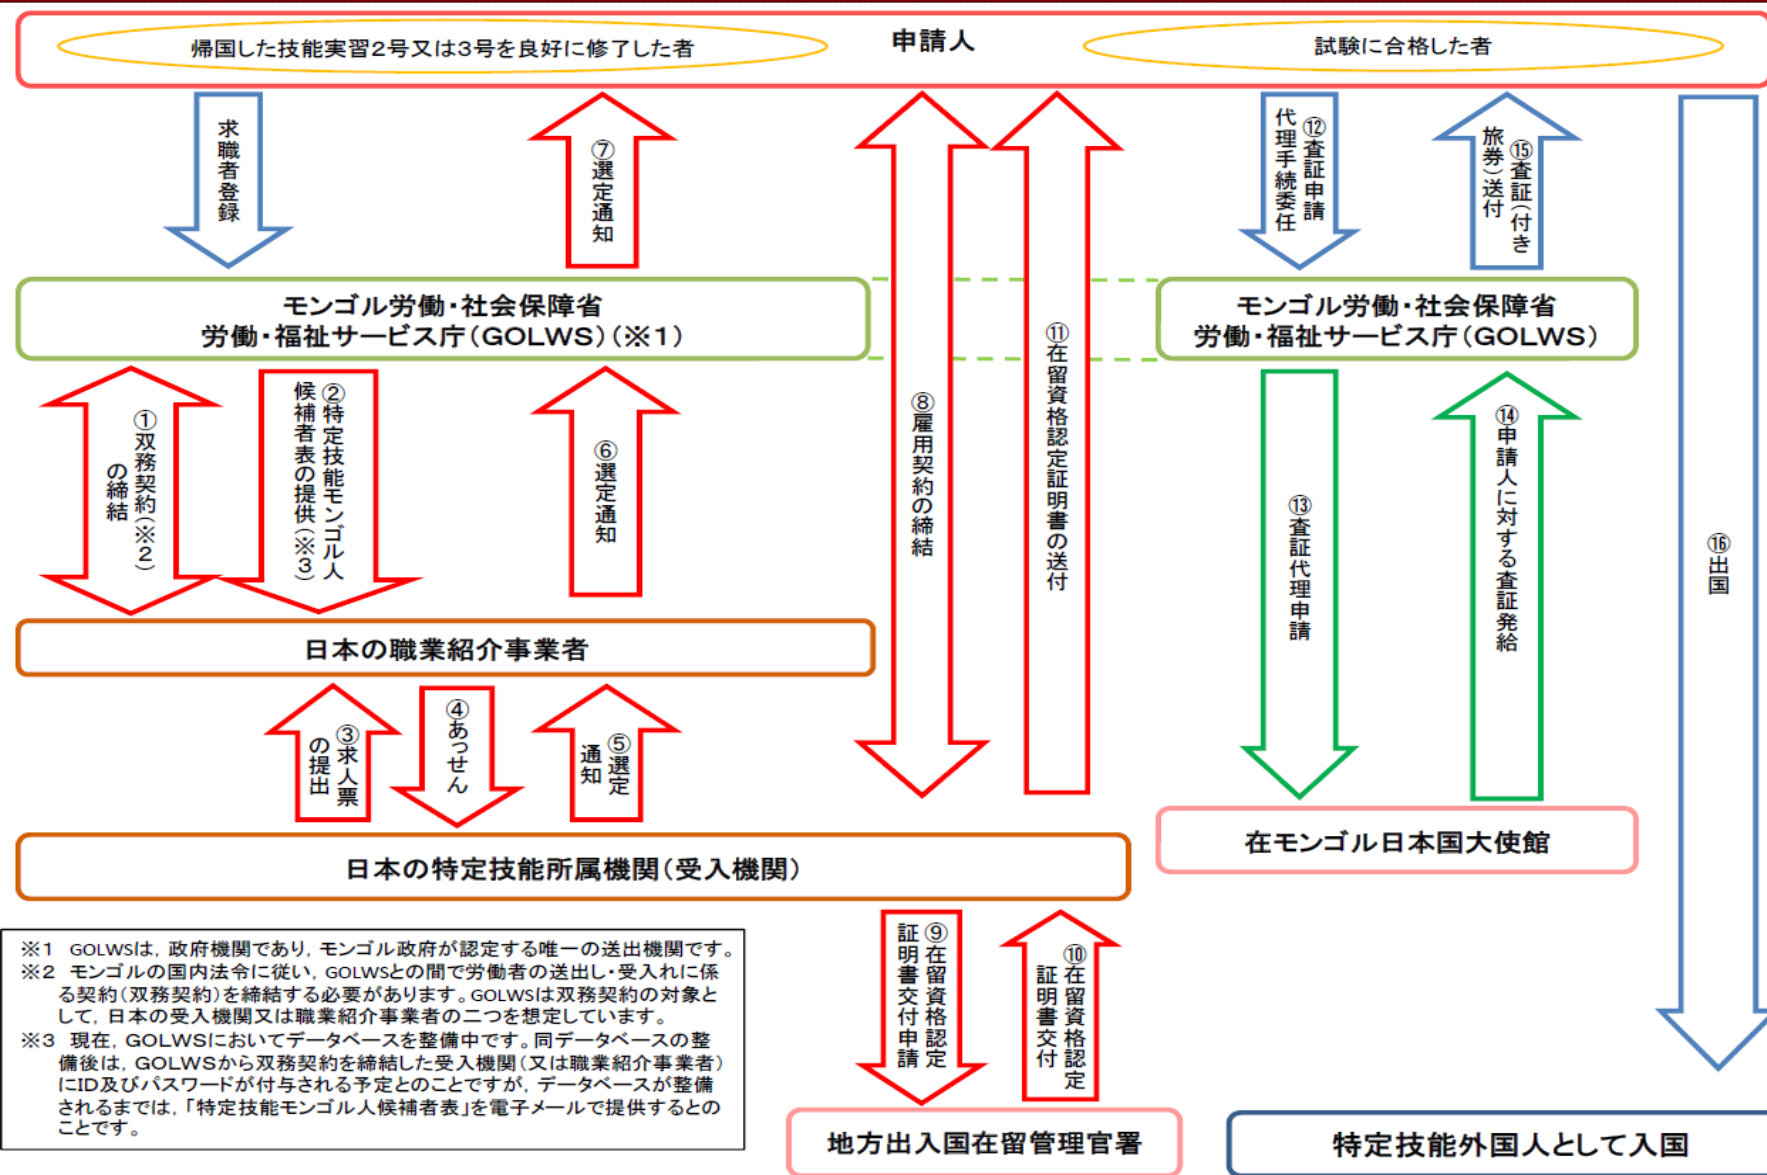 申請人
帰国した技能実習2号又は3号を良好に修了した者
試験に合格した者
求職者登録
⑦選定通知
⑫査証申請
代理手続委任
⑮査証(付き
旅券)送付
モンゴル労働・社会保障省
労働・福祉サービス庁(GOLWS)(※1)
モンゴル労働・社会保障省
労働・福祉サービス庁(GOLWS)
①双務契約(※2)
の締結
②特定技能モンゴル人
候補者表の提供(※3)
⑥選定通知
⑧雇用契約の締結
⑪在留資格認定証明書の送付
⑬査証代理申請
⑭申請人に対する査証発給
⑯出国
日本の職業紹介事業者
③求人票
の提出
④あっせん
⑤選定
通知
日本の特定技能所属機関(受入機関)
在モンゴル日本国大使館
⑨在留資格認定
証明書交付申請
⑩在留資格認定
証明書交付
※1 GOLWSは,政府機関であり,モンゴル政府が認定する唯一の送出機関です。
※2 モンゴルの国内法令に従い,GOLWSとの間で労働者の送出し・受入れに係
る契約(双務契約)を締結する必要があります。GOLWSは双務契約の対象と
して,日本の受入機関又は職業紹介事業者の二つを想定しています。
※3 現在,GOLWSにおいてデータベースを整備中です。同データベースの整
備後は,GOLWSから双務契約を締結した受入機関(又は職業紹介事業者)
にID及びパスワードが付与される予定とのことですが,データベースが整備
されるまでは,「特定技能モンゴル人候補者表」を電子メールで提供するとの
ことです。
地方出入国在留管理官署
特定技能外国人として入国